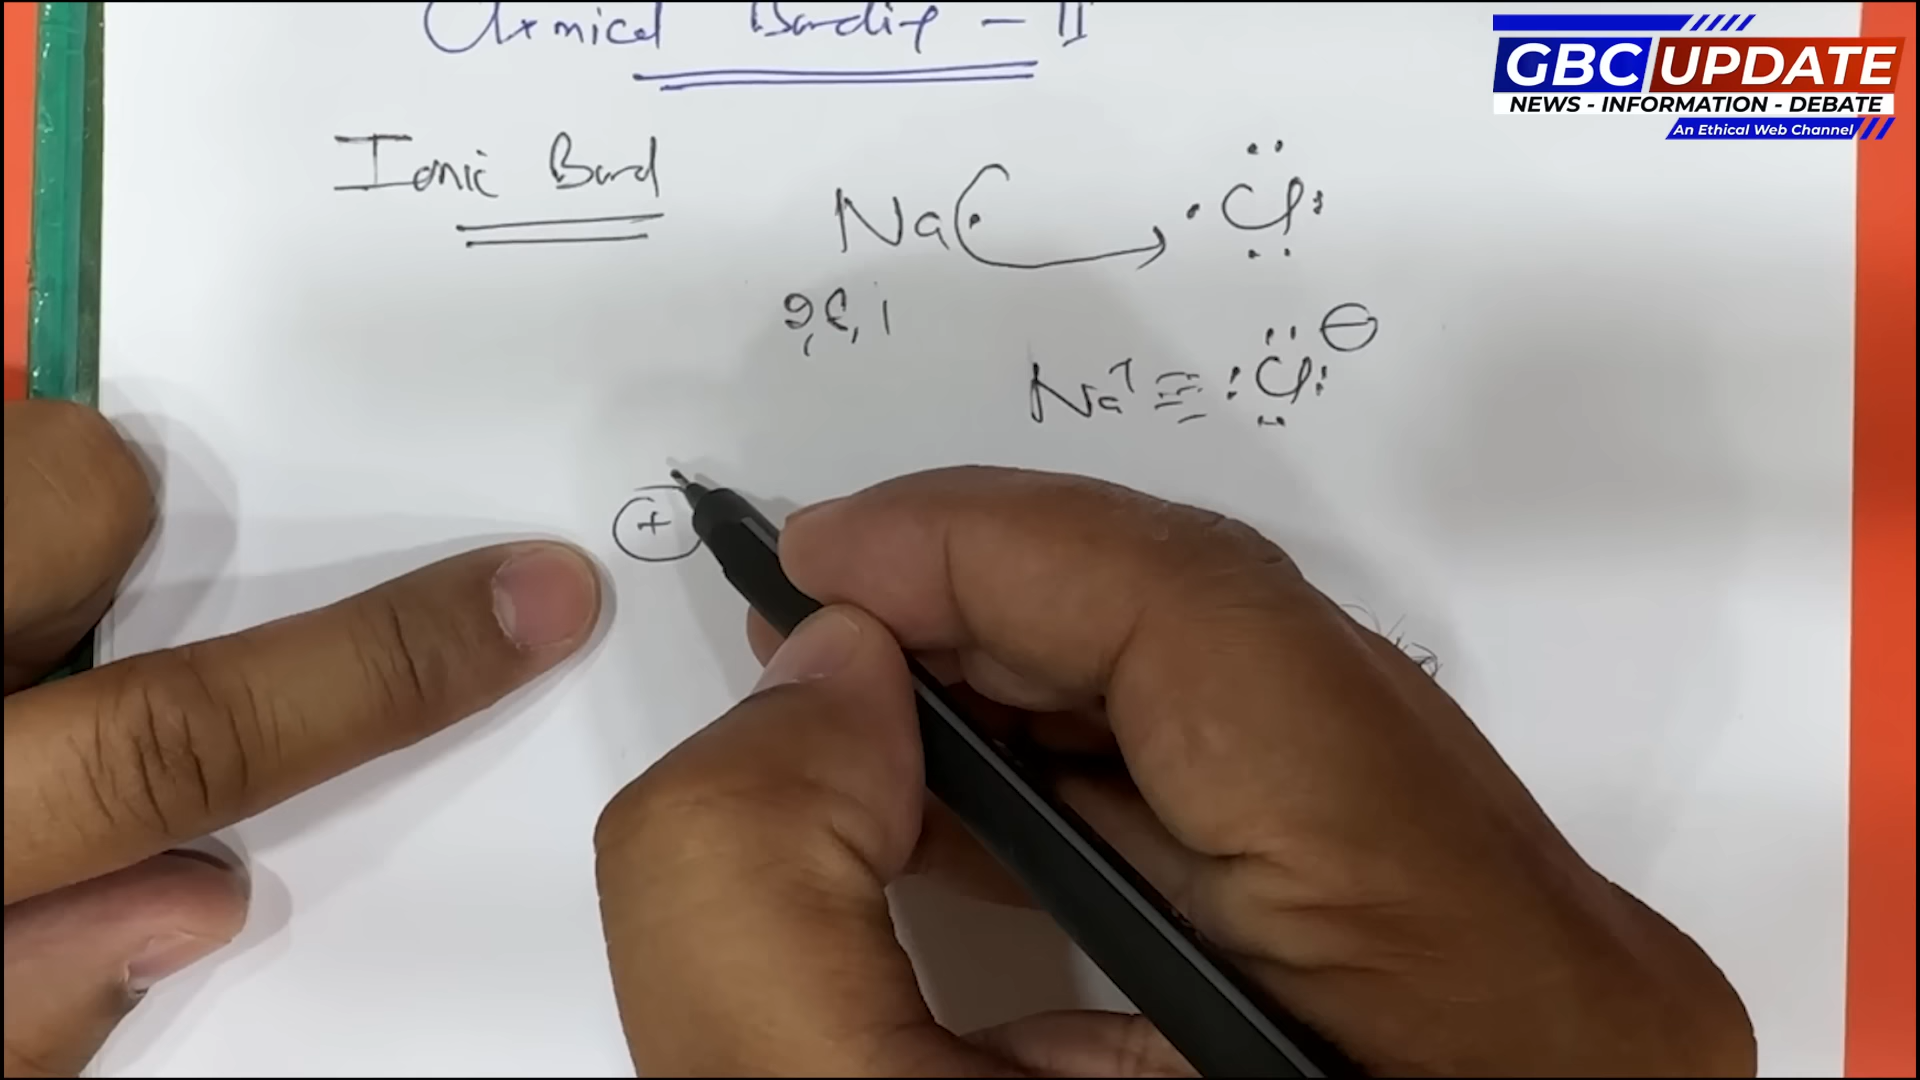 Chemical Bonding - II
GBC UPDATE
NEWS - INFORMATION - DEBATE
An Ethical Web Channel
Ionic Bond
Na Cl
2,8,1
Na+ Cl -
+